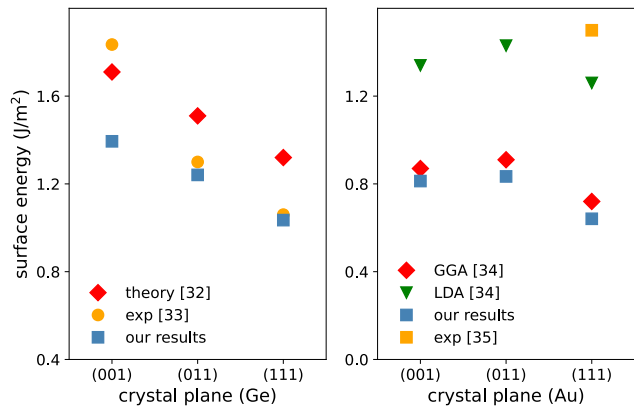 surface energy (J/m²)
1.6
1.2
0.8
0.4
theory [32]
exp [33]
our results
(001)
(011)
(111)
crystal plane (Ge)
1.2
0.8
0.4
0.0
GGA [34]
LDA [34]
our results
exp [35]
(001)
(011)
(111)
crystal plane (Au)